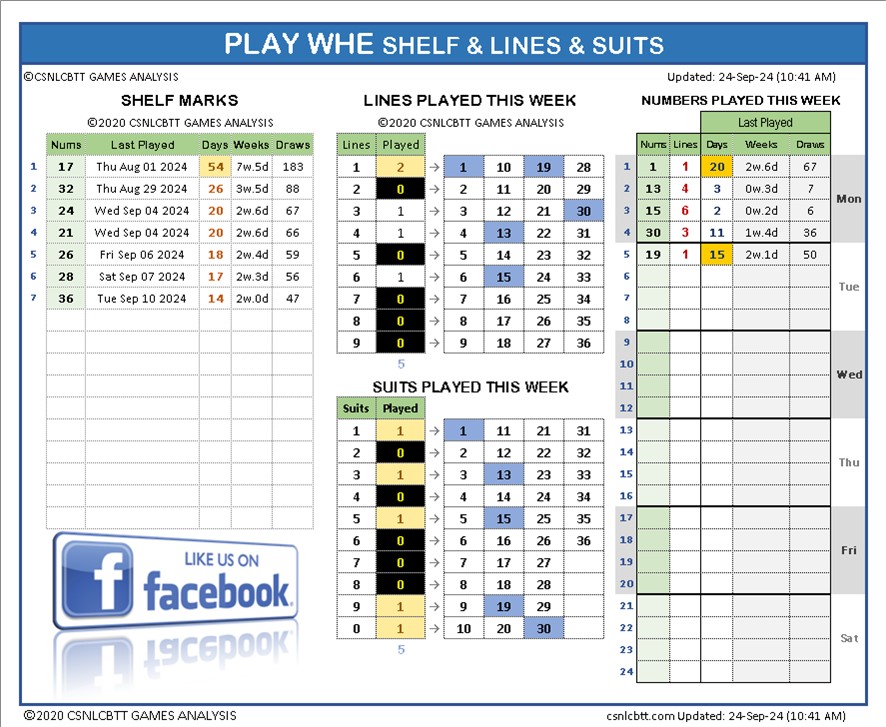 PLAY WHE SHELF & LINES & SUITS
©CSNLCBTT GAMES ANALYSIS Updated: 24-Sep-24 (10:41 AM)
SHELF MARKS
©2020 CSNLCBTT GAMES ANALYSIS
Nums Last Played Days Weeks Draws
1 17 Thu Aug 01 2024 54 7w.5d 183
2 32 Thu Aug 29 2024 26 3w.5d 88
3 24 Wed Sep 04 2024 20 2w.6d 67
4 21 Wed Sep 04 2024 20 2w.6d 66
5 26 Fri Sep 06 2024 18 2w.4d 59
6 28 Sat Sep 07 2024 17 2w.3d 56
7 36 Tue Sep 10 2024 14 2w.0d 47
LIKE US ON
f facebook.
LINES PLAYED THIS WEEK
©2020 CSNLCBTT GAMES ANALYSIS
Lines Played
1 2 → 1 10 19 28
2 0 → 2 11 20 29
3 1 → 3 12 21 30
4 1 → 4 13 22 31
5 0 → 5 14 23 32
6 1 → 6 15 24 33
7 0 → 7 16 25 34
8 0 → 8 17 26 35
9 0 → 9 18 27 36
5
SUITS PLAYED THIS WEEK
Suits Played
1 1 → 1 11 21 31
2 0 → 2 12 22 32
3 1 → 3 13 23 33
4 0 → 4 14 24 34
5 1 → 5 15 25 35
6 0 → 6 16 26 36
7 0 → 7 17 27
8 0 → 8 18 28
9 1 → 9 19 29
0 1 → 10 20 30
5
NUMBERS PLAYED THIS WEEK
Last Played
Nums Lines Days Weeks Draws
1 1 1 20 2w.6d 67
2 13 4 3 0w.3d 7
Mon
3 15 6 2 0w.2d 6
4 30 3 11 1w.4d 36
5 19 1 15 2w.1d 50
6
Tue
7
8
9
10
Wed
11
12
13
14
Thu
15
16
17
18
Fri
19
20
21
22
Sat
23
24
©2020 CSNLCBTT GAMES ANALYSIS csnlcbtt.com Updated: 24-Sep-24 (10:41 AM)